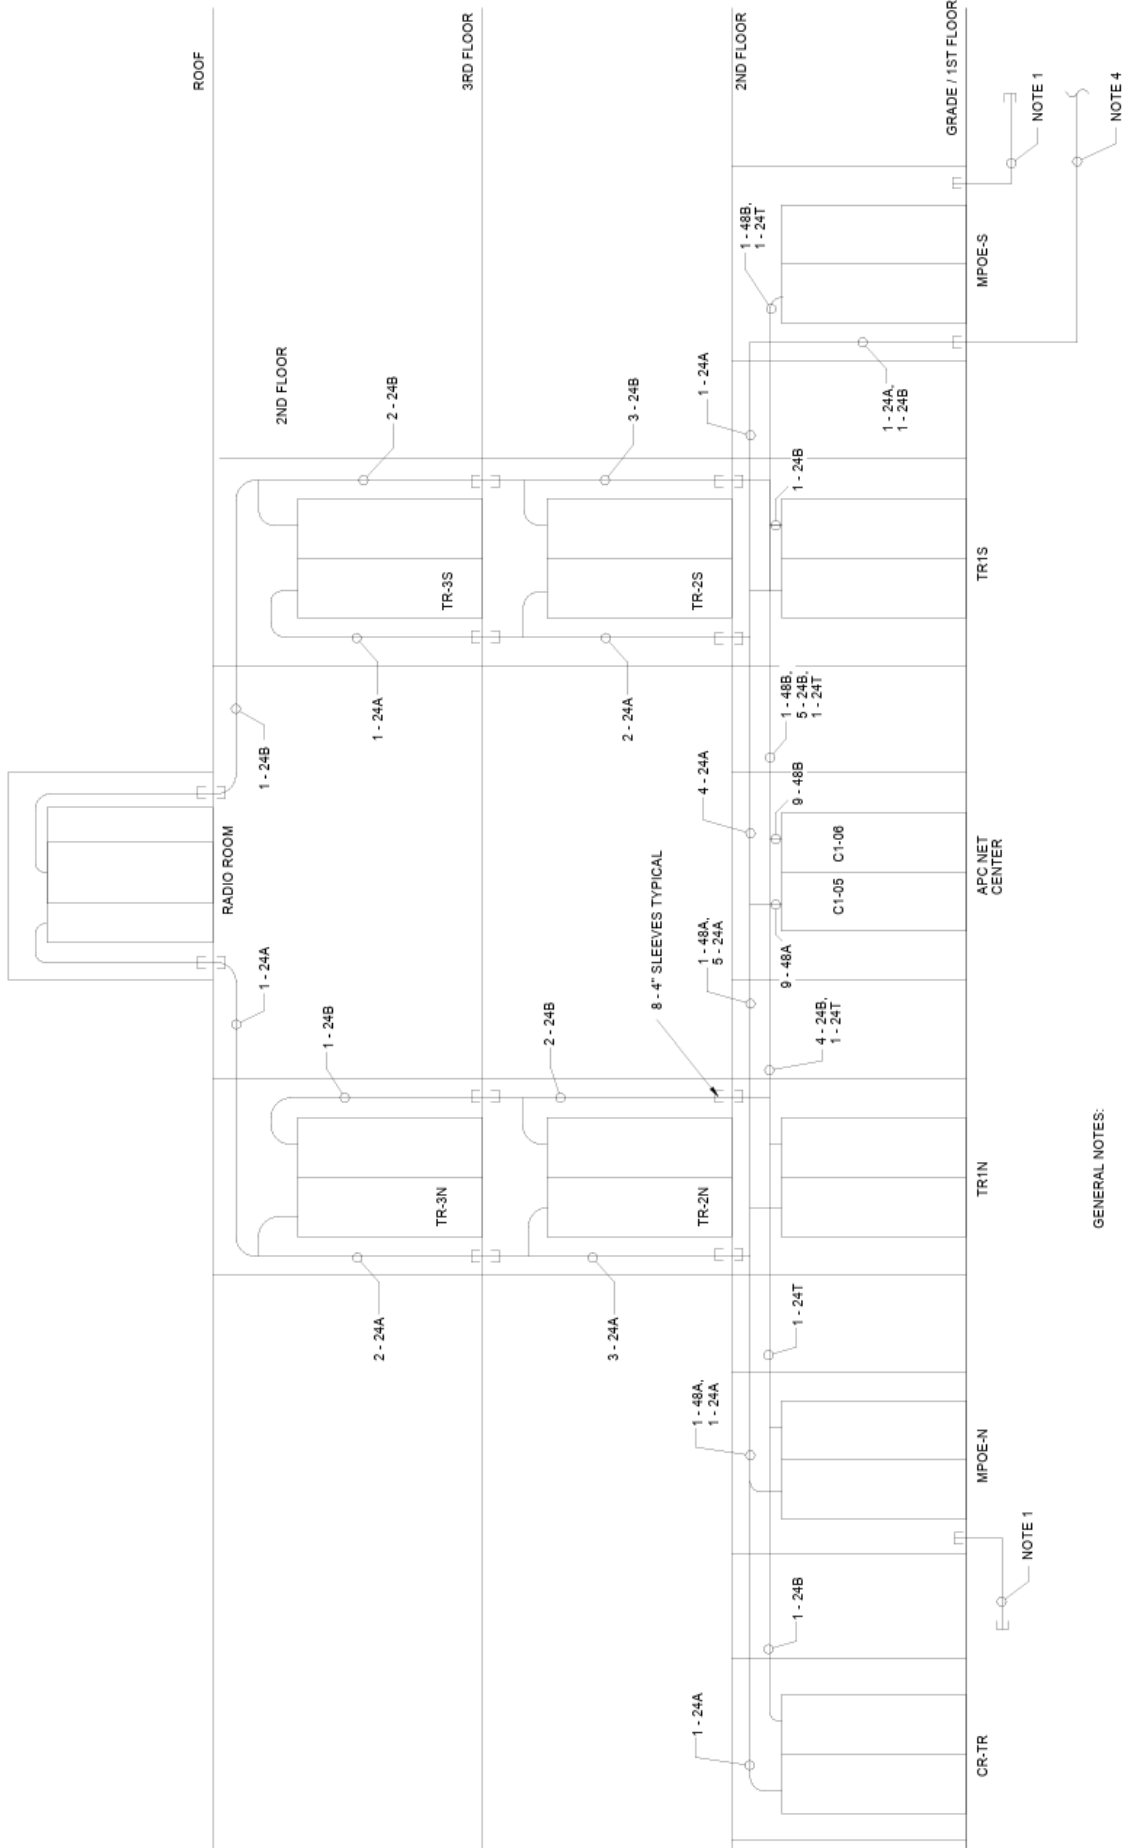 ROOF
3RD FLOOR
2ND FLOOR
GRADE / 1ST FLOOR
NOTE 1
NOTE 4
2ND FLOOR
2 - 24B
3 - 24B
1 - 24A
1 - 48B,
1 - 24T
MPOE-S
1 - 24A,
1 - 24B
1 - 24B
TR-3S
TR-2S
TR1S
1 - 24B
1 - 24A
2 - 24A
1 - 48B,
5 - 24B,
1 - 24T
4 - 24A
9 - 48B
RADIO ROOM
C1-05
C1-06
APC NET
CENTER
1 - 24A
8 - 4" SLEEVES TYPICAL
1 - 48A,
5 - 24A
9 - 48A
1 - 24B
2 - 24B
4 - 24B,
1 - 24T
TR-3N
TR-2N
TR1N
2 - 24A
3 - 24A
1 - 24T
1 - 48A,
1 - 24A
MPOE-N
NOTE 1
1 - 24B
1 - 24A
CR-TR
GENERAL NOTES: